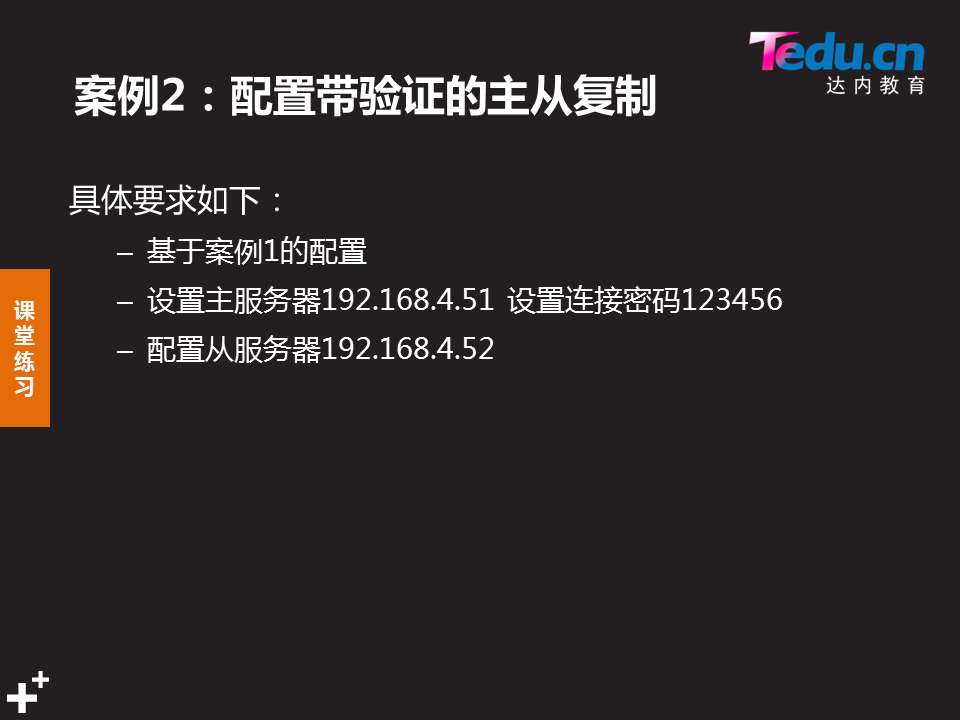 Tedu.cn
达内教育
案例2：配置带验证的主从复制
具体要求如下：
– 基于案例1的配置
– 设置主服务器192.168.4.51 设置连接密码123456
– 配置从服务器192.168.4.52
课
堂
练
习